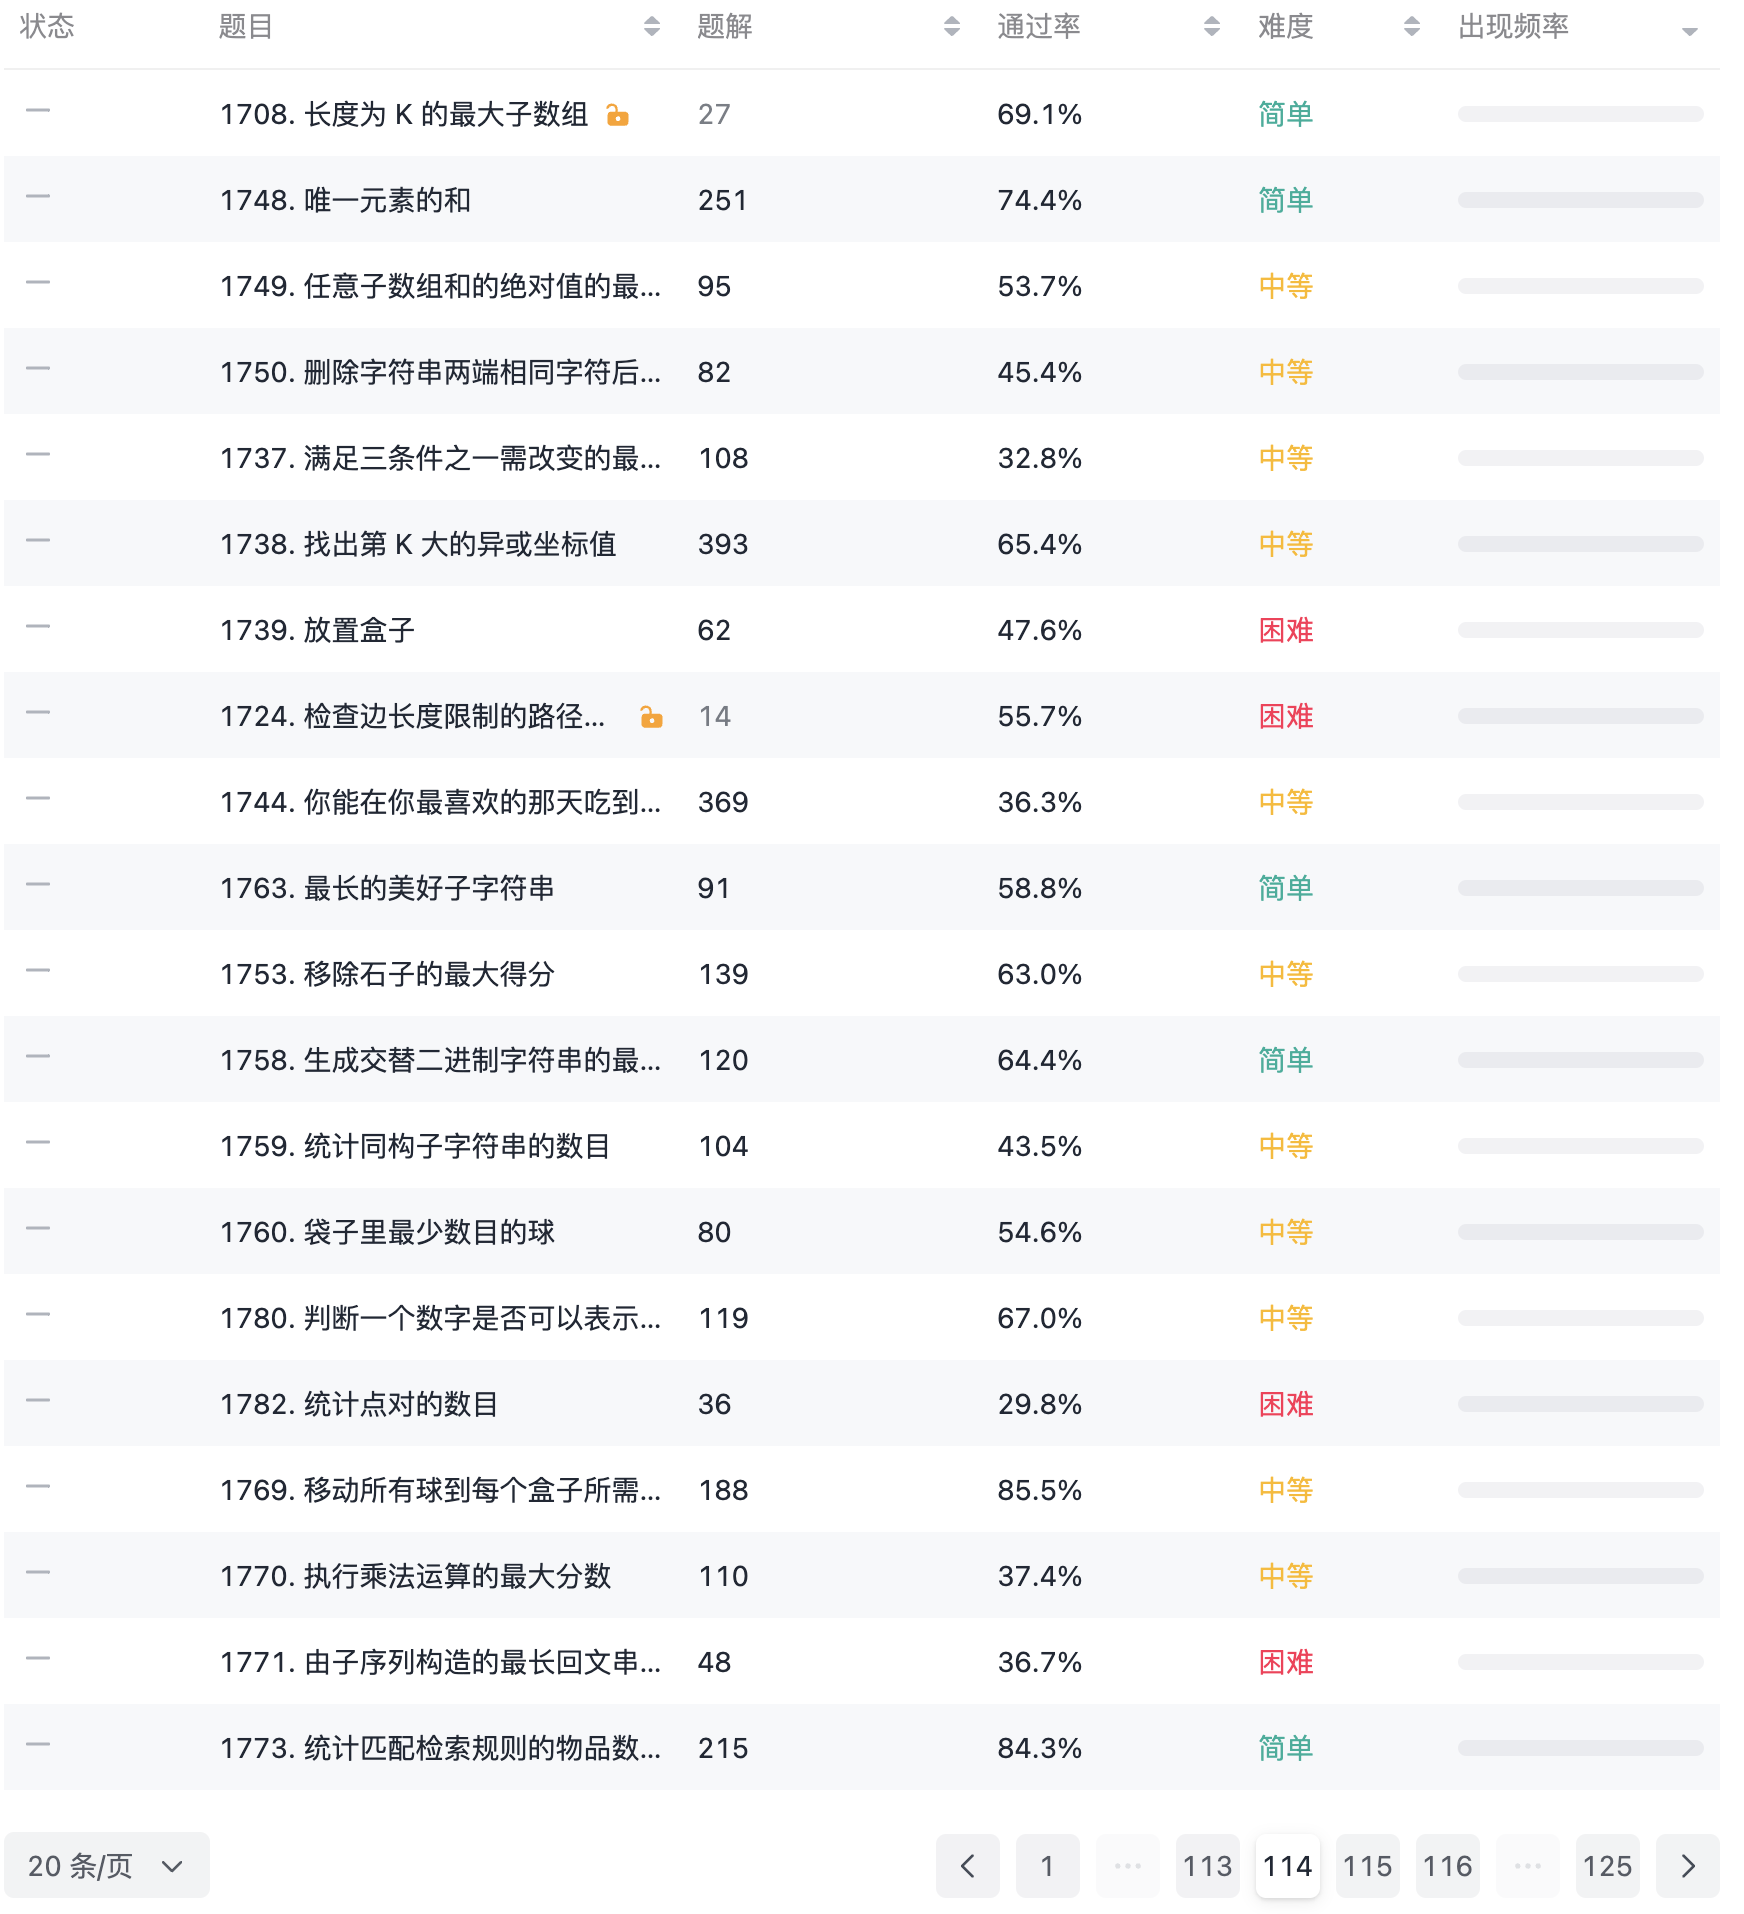 状态 题目 题解 通过率 难度 出现频率
1708. 长度为 K 的最大子数组 27 69.1% 简单
1748. 唯一元素的和 251 74.4% 简单
1749. 任意子数组和的绝对值的最... 95 53.7% 中等
1750. 删除字符串两端相同字符后... 82 45.4% 中等
1737. 满足三条件之一需改变的最... 108 32.8% 中等
1738. 找出第 K 大的异或坐标值 393 65.4% 中等
1739. 放置盒子 62 47.6% 困难
1724. 检查边长度限制的路径... 14 55.7% 困难
1744. 你能在你最喜欢的那天吃到... 369 36.3% 中等
1763. 最长的美好子字符串 91 58.8% 简单
1753. 移除石子的最大得分 139 63.0% 中等
1758. 生成交替二进制字符串的最... 120 64.4% 简单
1759. 统计同构子字符串的数目 104 43.5% 中等
1760. 袋子里最少数目的球 80 54.6% 中等
1780. 判断一个数字是否可以表示... 119 67.0% 中等
1782. 统计点对的数目 36 29.8% 困难
1769. 移动所有球到每个盒子所需... 188 85.5% 中等
1770. 执行乘法运算的最大分数 110 37.4% 中等
1771. 由子序列构造的最长回文串... 48 36.7% 困难
1773. 统计匹配检索规则的物品数... 215 84.3% 简单
20 条/页 1 ... 113 114 115 116 ... 125